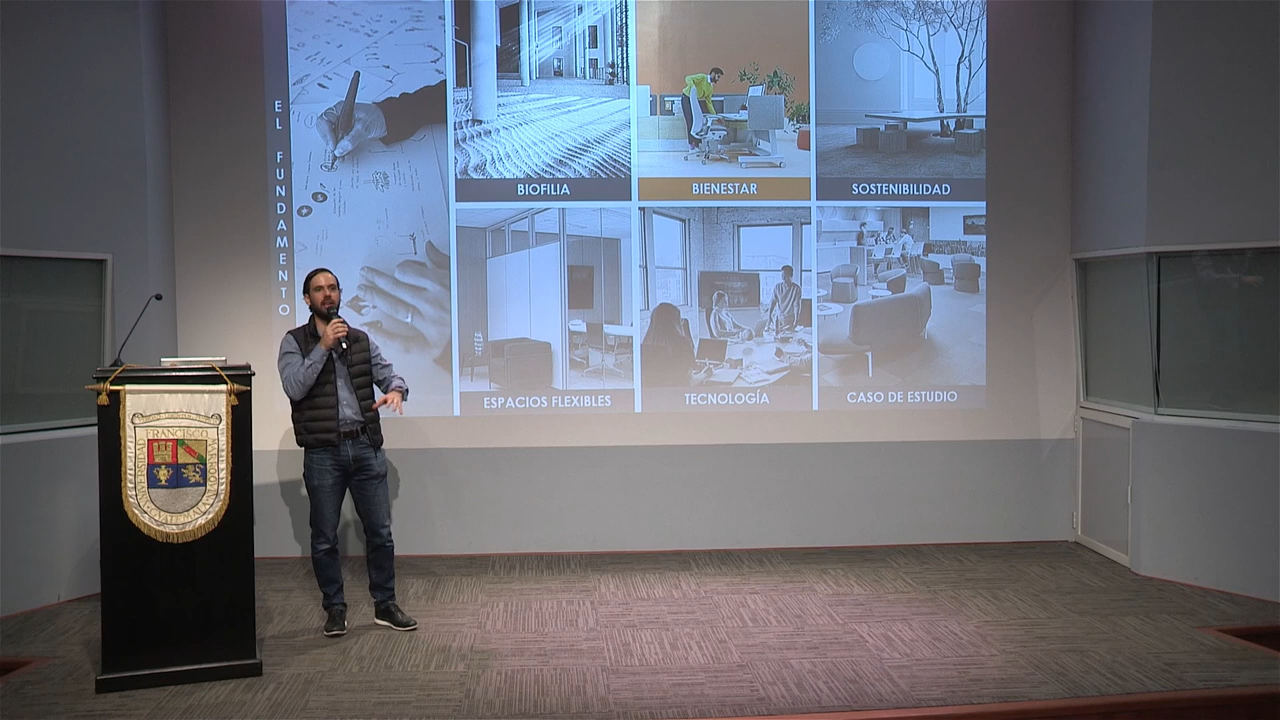 EL FUNDAMENTO
BIOFILIA
BIENESTAR
SOSTENIBILIDAD
ESPACIOS FLEXIBLES
TECNOLOGÍA
CASO DE ESTUDIO
FRANCISCO